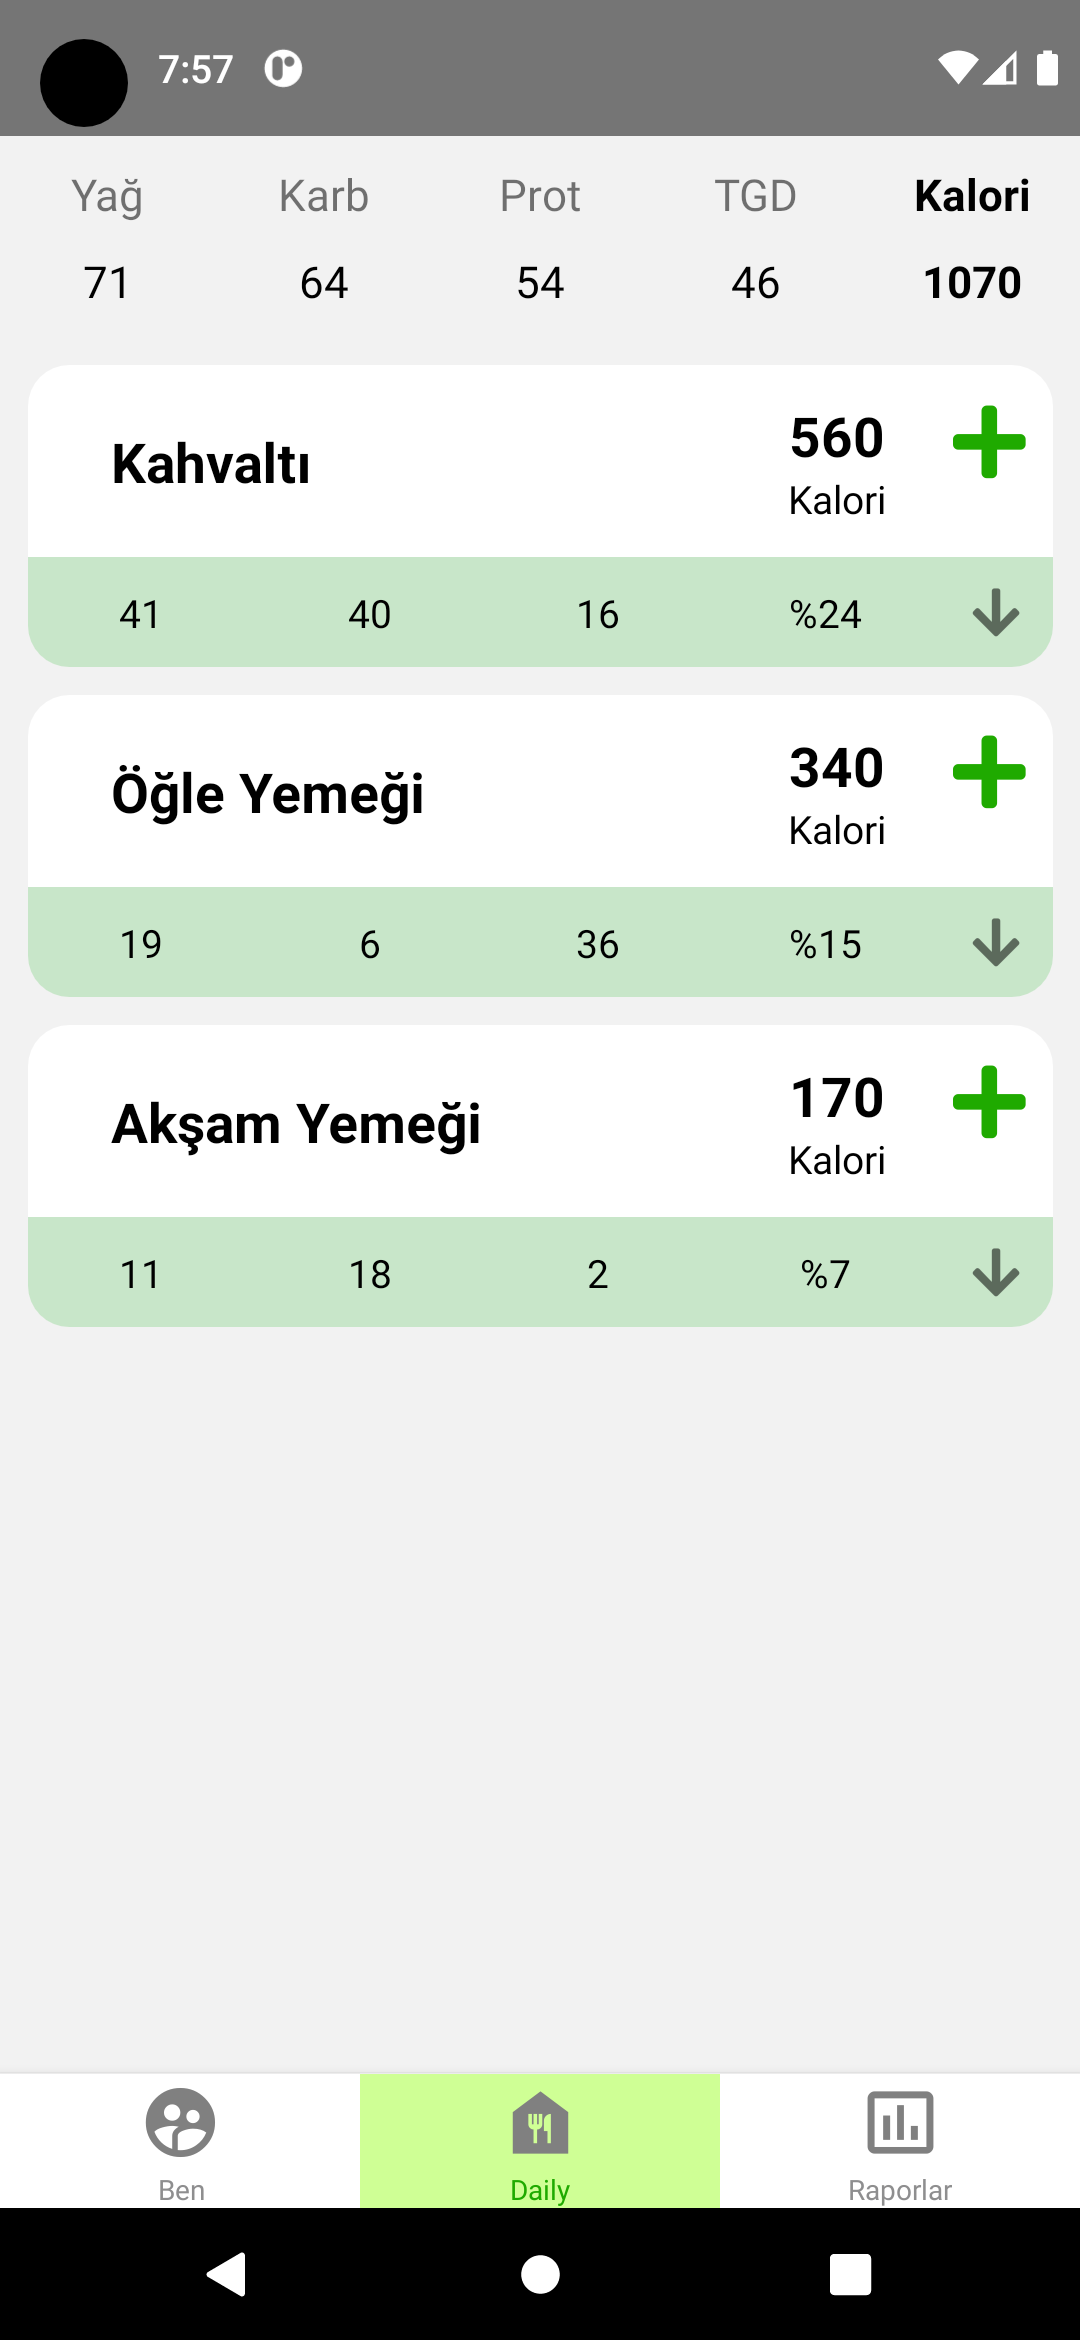 7:57
Yağ Karb Prot TGD Kalori
71 64 54 46 1070
Kahvaltı
560
Kalori
41 40 16 %24
Öğle Yemeği
340
Kalori
19 6 36 %15
Akşam Yemeği
170
Kalori
11 18 2 %7
Ben Daily Raporlar